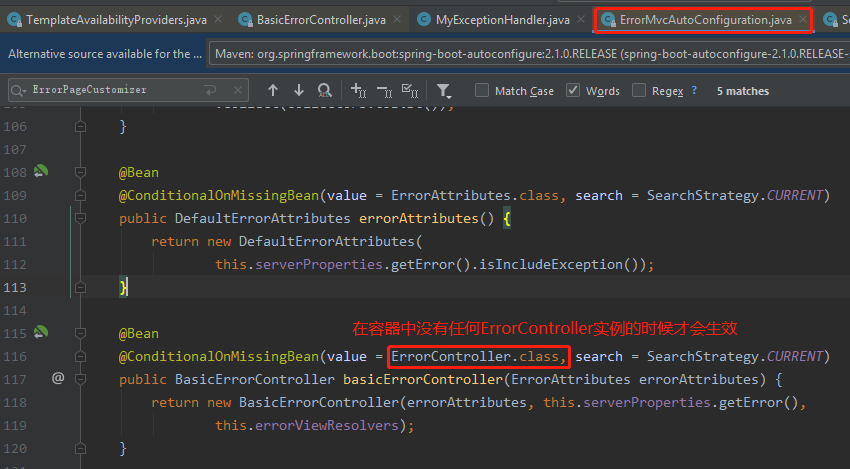 TemplateAvailabilityProviders.java × BasicErrorController.java × MyExceptionHandler.java × ErrorMvcAutoConfiguration.java × S
Alternative source available for the ... Maven: org.springframework.boot:spring-boot-autoconfigure:2.1.0.RELEASE (spring-boot-autoconfigure-2.1.0.RELEASE-
ErrorPageCustomizer Match Case Words Regex ? 5 matches
106 }
107
108 @Bean
109 @ConditionalOnMissingBean(value = ErrorAttributes.class, search = SearchStrategy.CURRENT)
110 public DefaultErrorAttributes errorAttributes() {
111 return new DefaultErrorAttributes(
112 this.serverProperties.getError().isIncludeException());
113 }
114
在容器中没有任何ErrorController实例的时候才会生效
115 @Bean
116 @ConditionalOnMissingBean(value = ErrorController.class, search = SearchStrategy.CURRENT)
117 @ public BasicErrorController basicErrorController(ErrorAttributes errorAttributes) {
118 return new BasicErrorController(errorAttributes, this.serverProperties.getError(),
119 this.errorViewResolvers);
120 }